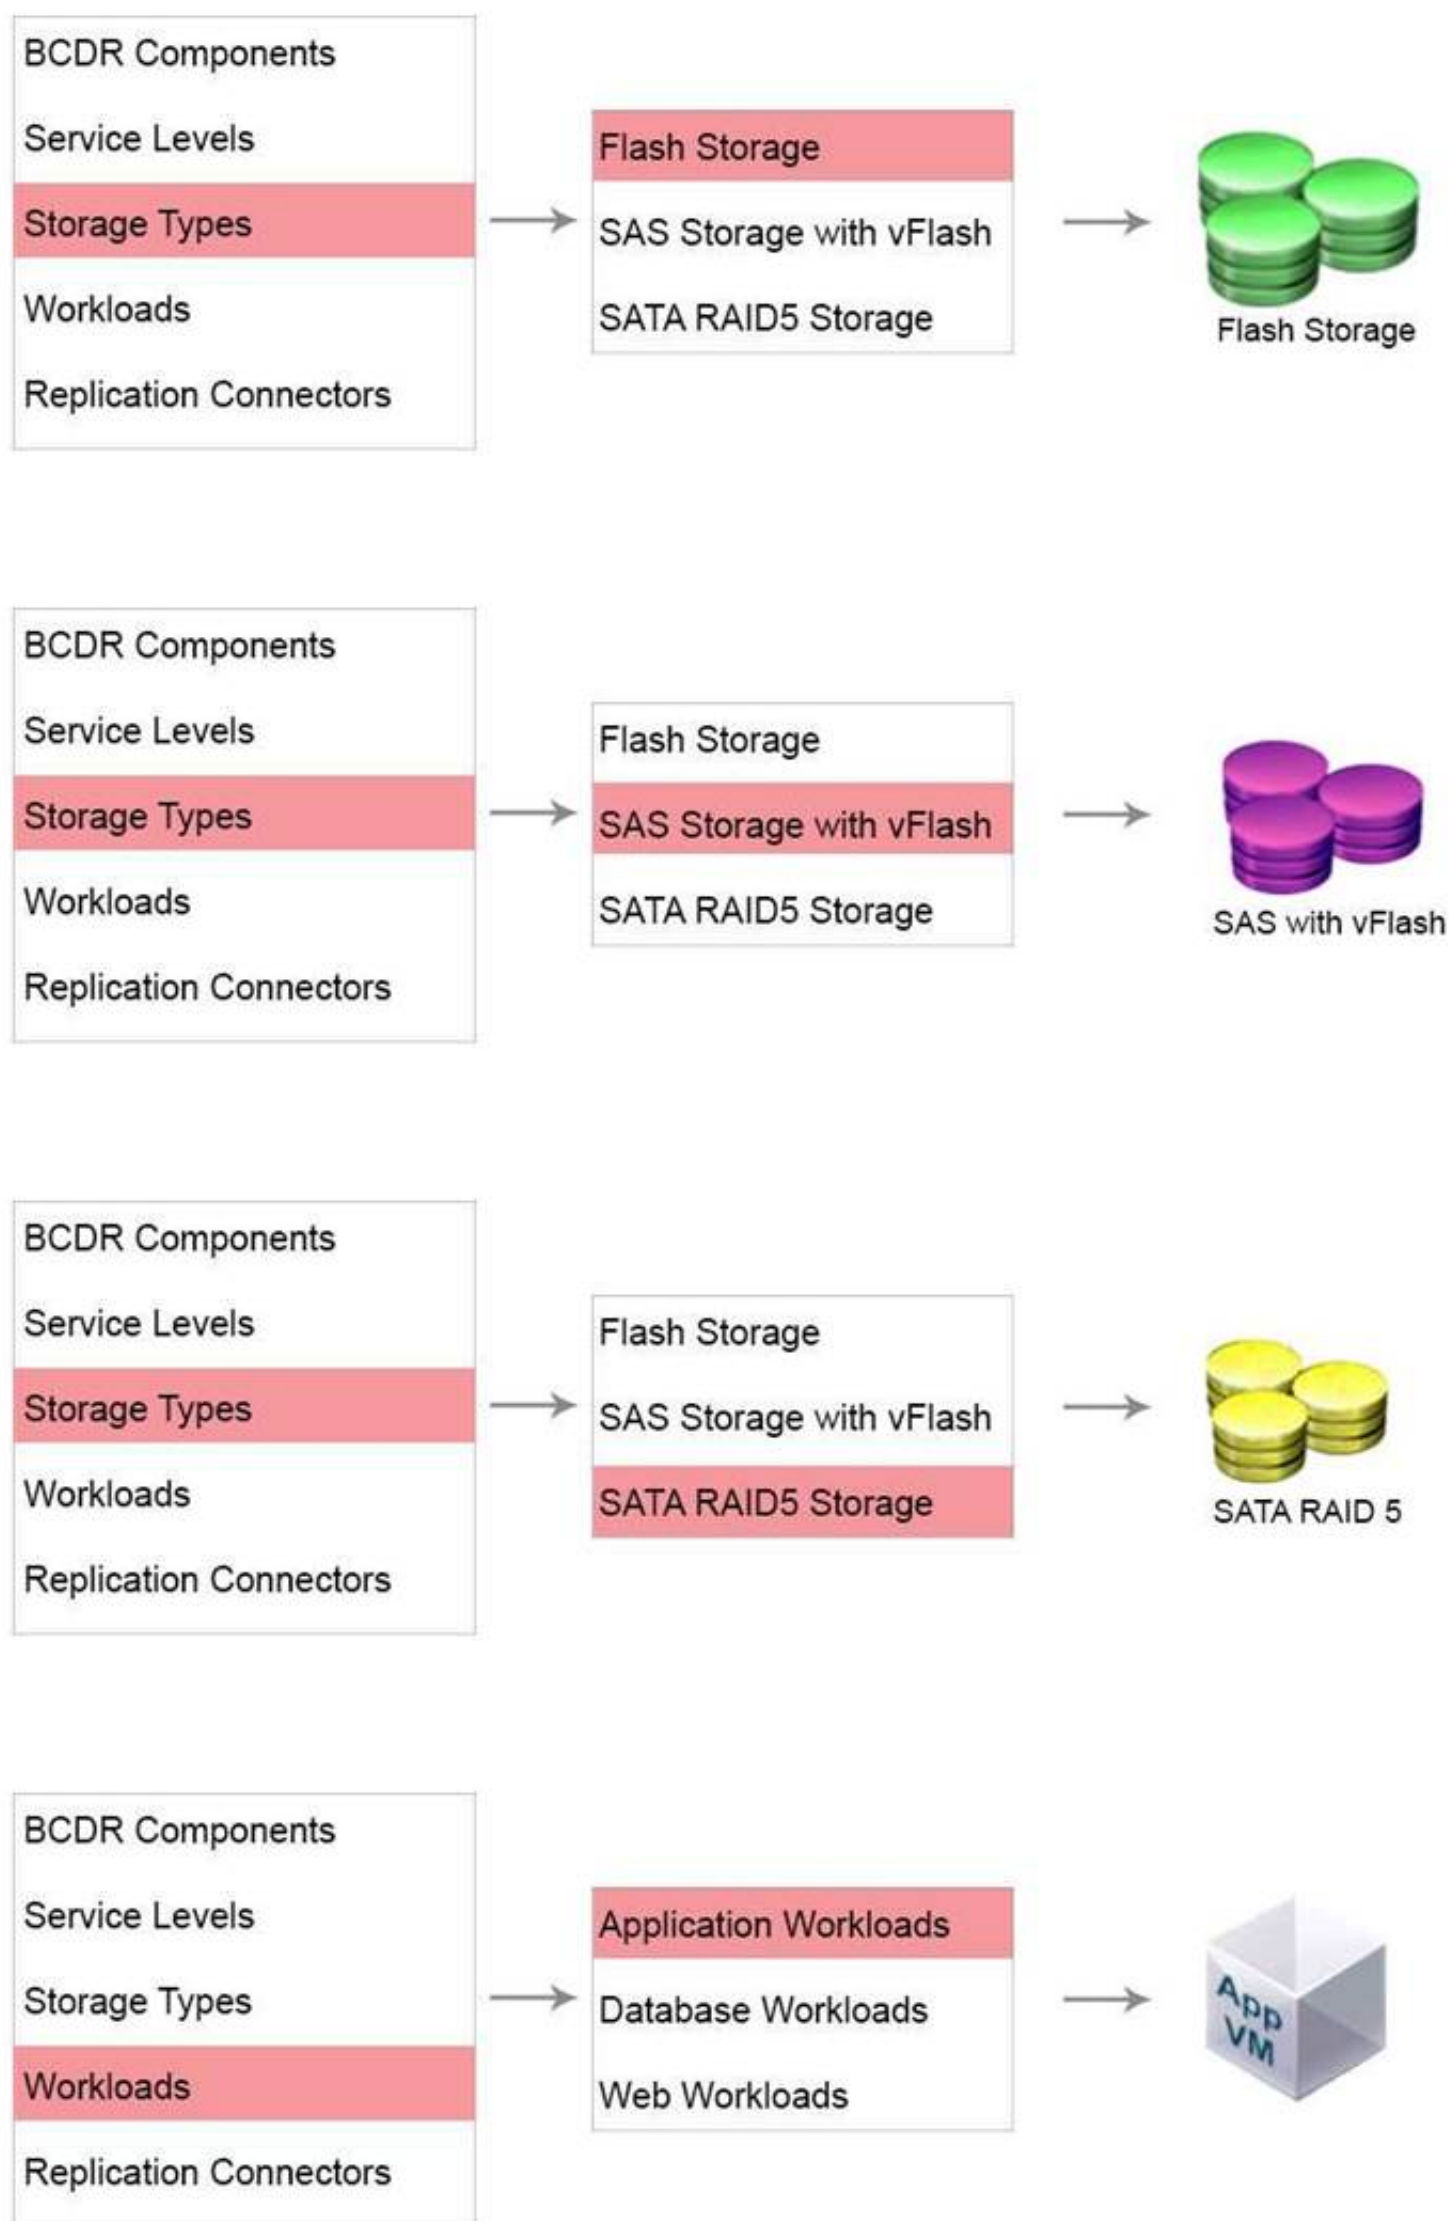 BCDR Components
Service Levels
Storage Types
Workloads
Replication Connectors
Flash Storage
SAS Storage with vFlash
SATA RAID5 Storage
Flash Storage
BCDR Components
Service Levels
Storage Types
Workloads
Replication Connectors
Flash Storage
SAS Storage with vFlash
SATA RAID5 Storage
SAS with vFlash
BCDR Components
Service Levels
Storage Types
Workloads
Replication Connectors
Flash Storage
SAS Storage with vFlash
SATA RAID5 Storage
SATA RAID 5
BCDR Components
Service Levels
Storage Types
Workloads
Replication Connectors
Application Workloads
Database Workloads
Web Workloads
App
VM